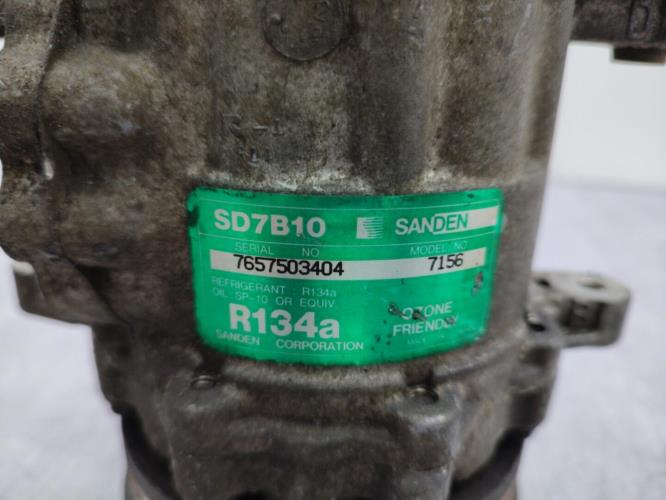 SD7B10 SANDEN
SERIAL NO MODEL NO
7657503404 7156
REFRIGERANT : R134a
OIL SP-10 OR EQUIV.
R134a
OZONE
FRIENDLY
SANDEN CORPORATION